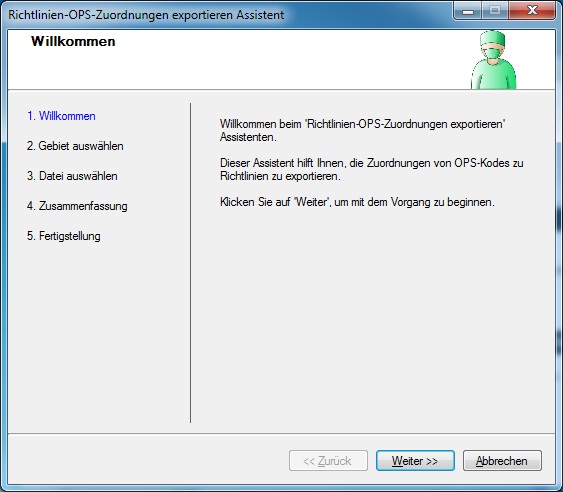 Richtlinien-OPS-Zuordnungen exportieren Assistent
Willkommen
1. Willkommen
2. Gebiet auswählen
3. Datei auswählen
4. Zusammenfassung
5. Fertigstellung
Willkommen beim 'Richtlinien-OPS-Zuordnungen exportieren'
Assistenten.
Dieser Assistent hilft Ihnen, die Zuordnungen von OPS-Kodes zu
Richtlinien zu exportieren.
Klicken Sie auf 'Weiter', um mit dem Vorgang zu beginnen.
<< Zurück
Weiter >>
Abbrechen